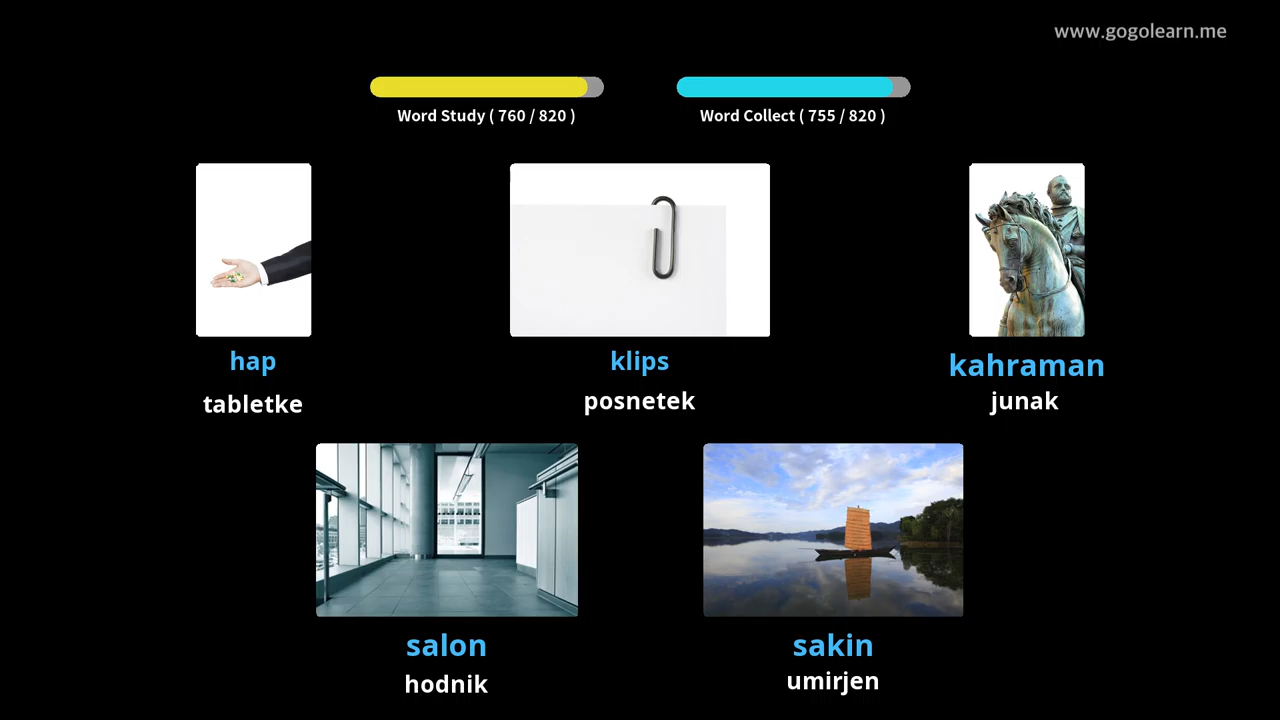 www.gogolearn.me
Word Study ( 760 / 820 )
Word Collect ( 755 / 820 )
hap
tabletke
klips
posnetek
kahraman
junak
salon
hodnik
sakin
umirjen